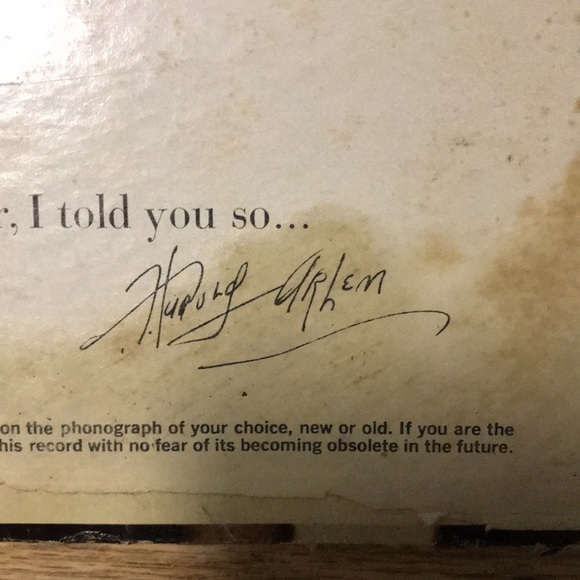 r, I told you so...
Harold Arlen
on the phonograph of your choice, new or old. If you are the
his record with no fear of its becoming obsolete in the future.